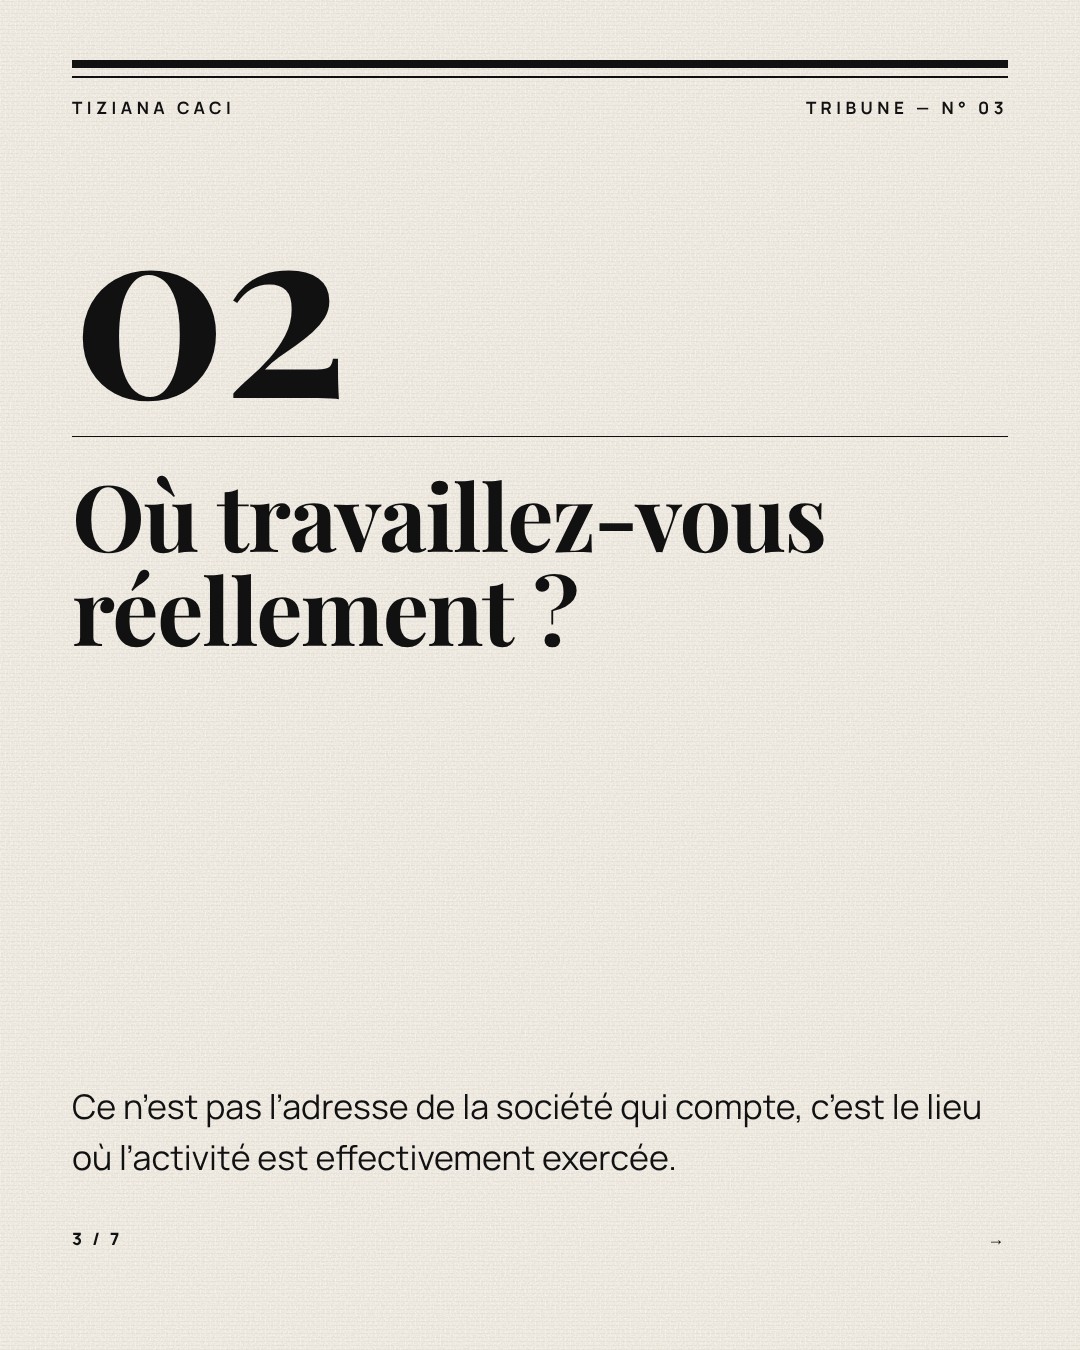 TIZIANA CACI
TRIBUNE — N° 03
02
Où travaillez-vous
réellement ?
Ce n’est pas l’adresse de la société qui compte, c’est le lieu
où l’activité est effectivement exercée.
3 / 7
→